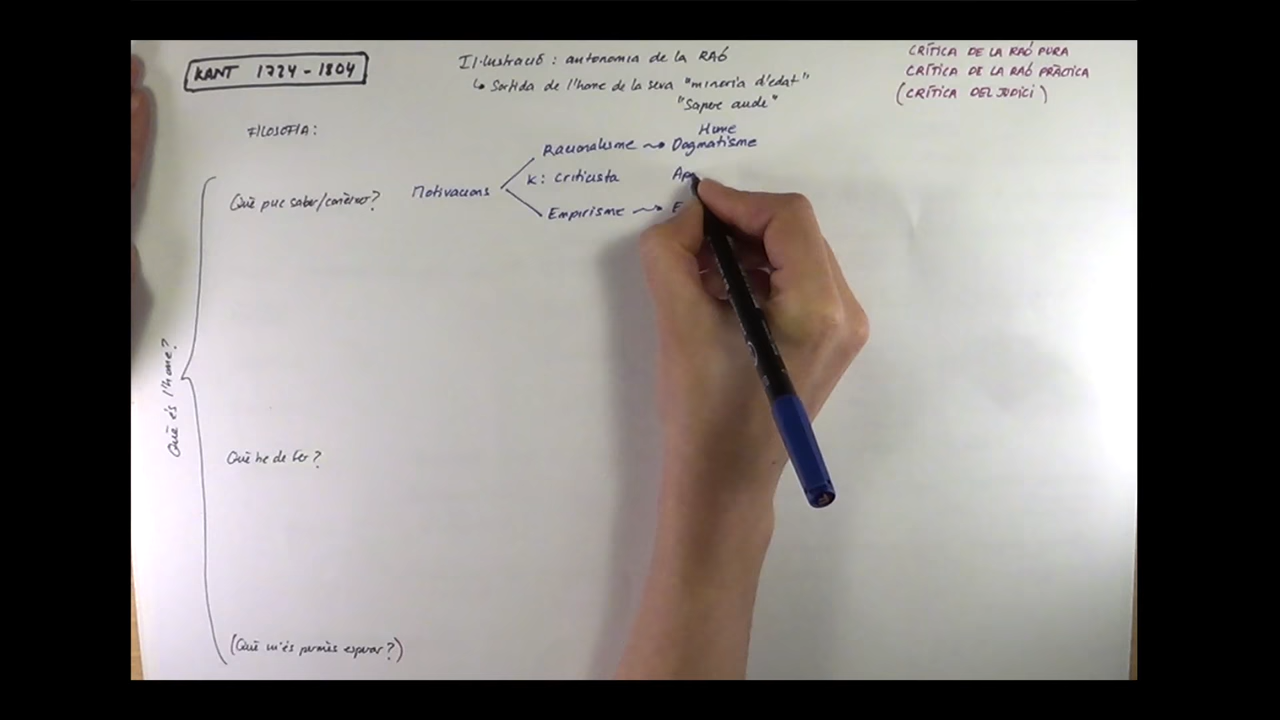 KANT 1724-1804
Il·lustració: autonomia de la RAÓ
↳ Sortida de l'home de la seva "minoria d'edat"
"Sapere aude"
CRÍTICA DE LA RAÓ PURA
CRÍTICA DE LA RAÓ PRÀCTICA
(CRÍTICA DEL JUDICI)
FILOSOFIA:
Hume
Racionalisme → Dogmatisme
Què puc saber/conèixer? Motivacions K: Criticista Ap
Empirisme → E
Què és l'home?
Què he de fer?
(Què m'és permès esperar?)